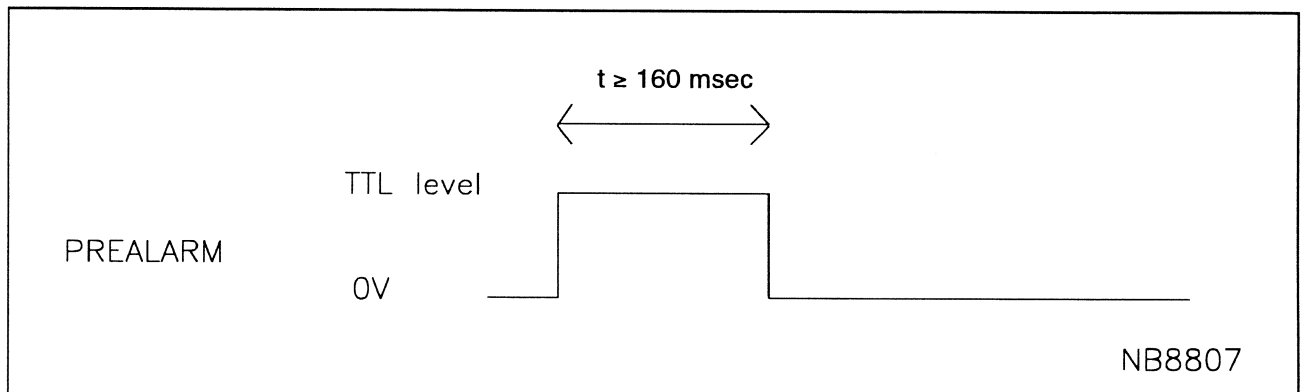 t ≥ 160 msec
TTL level
PREALARM
0V
NB8807